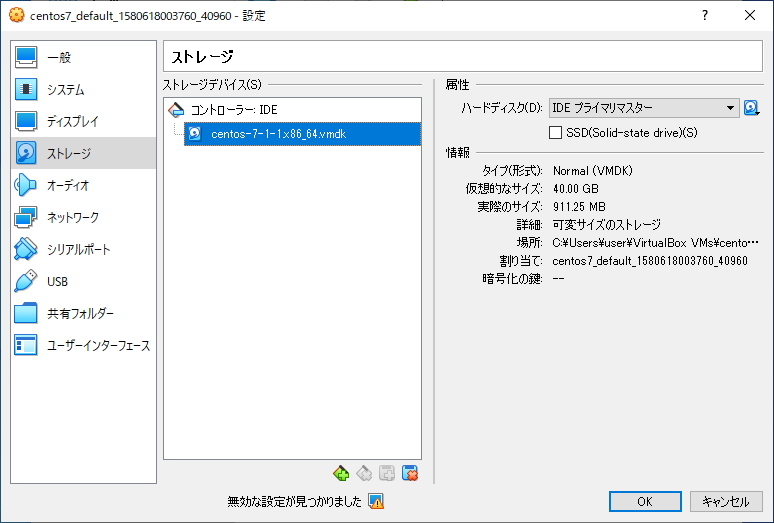 centos7_default_1580618003760_40960 - 設定
一般
システム
ディスプレイ
ストレージ
オーディオ
ネットワーク
シリアルポート
USB
共有フォルダー
ユーザーインターフェース
ストレージ
ストレージデバイス(S)
コントローラー: IDE
centos-7-1-1.x86_64.vmdk
属性
ハードディスク(D): IDE プライマリマスター
SSD(Solid-state drive)(S)
情報
タイプ(形式): Normal (VMDK)
仮想的なサイズ: 40.00 GB
実際のサイズ: 911.25 MB
詳細: 可変サイズのストレージ
場所: C:¥Users¥user¥VirtualBox VMs¥cento…
割り当て: centos7_default_1580618003760_40960
暗号化の鍵: --
無効な設定が見つかりました
OK
キャンセル